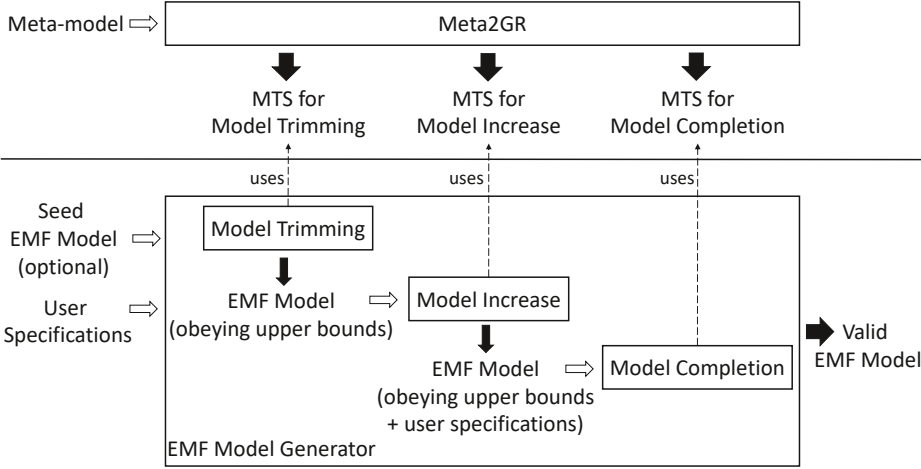 Meta-model
Meta2GR
MTS for
Model Trimming
MTS for
Model Increase
MTS for
Model Completion
uses
uses
uses
Seed
EMF Model
(optional)
User
Specifications
Model Trimming
EMF Model
(obeying upper bounds)
Model Increase
EMF Model
(obeying upper bounds
+ user specifications)
Model Completion
EMF Model Generator
Valid
EMF Model